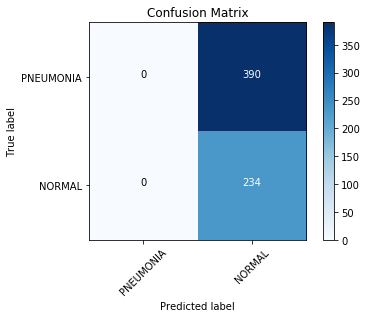 Confusion Matrix
True label
PNEUMONIA
0
390
NORMAL
0
234
PNEUMONIA
NORMAL
Predicted label
350
300
250
200
150
100
50
0